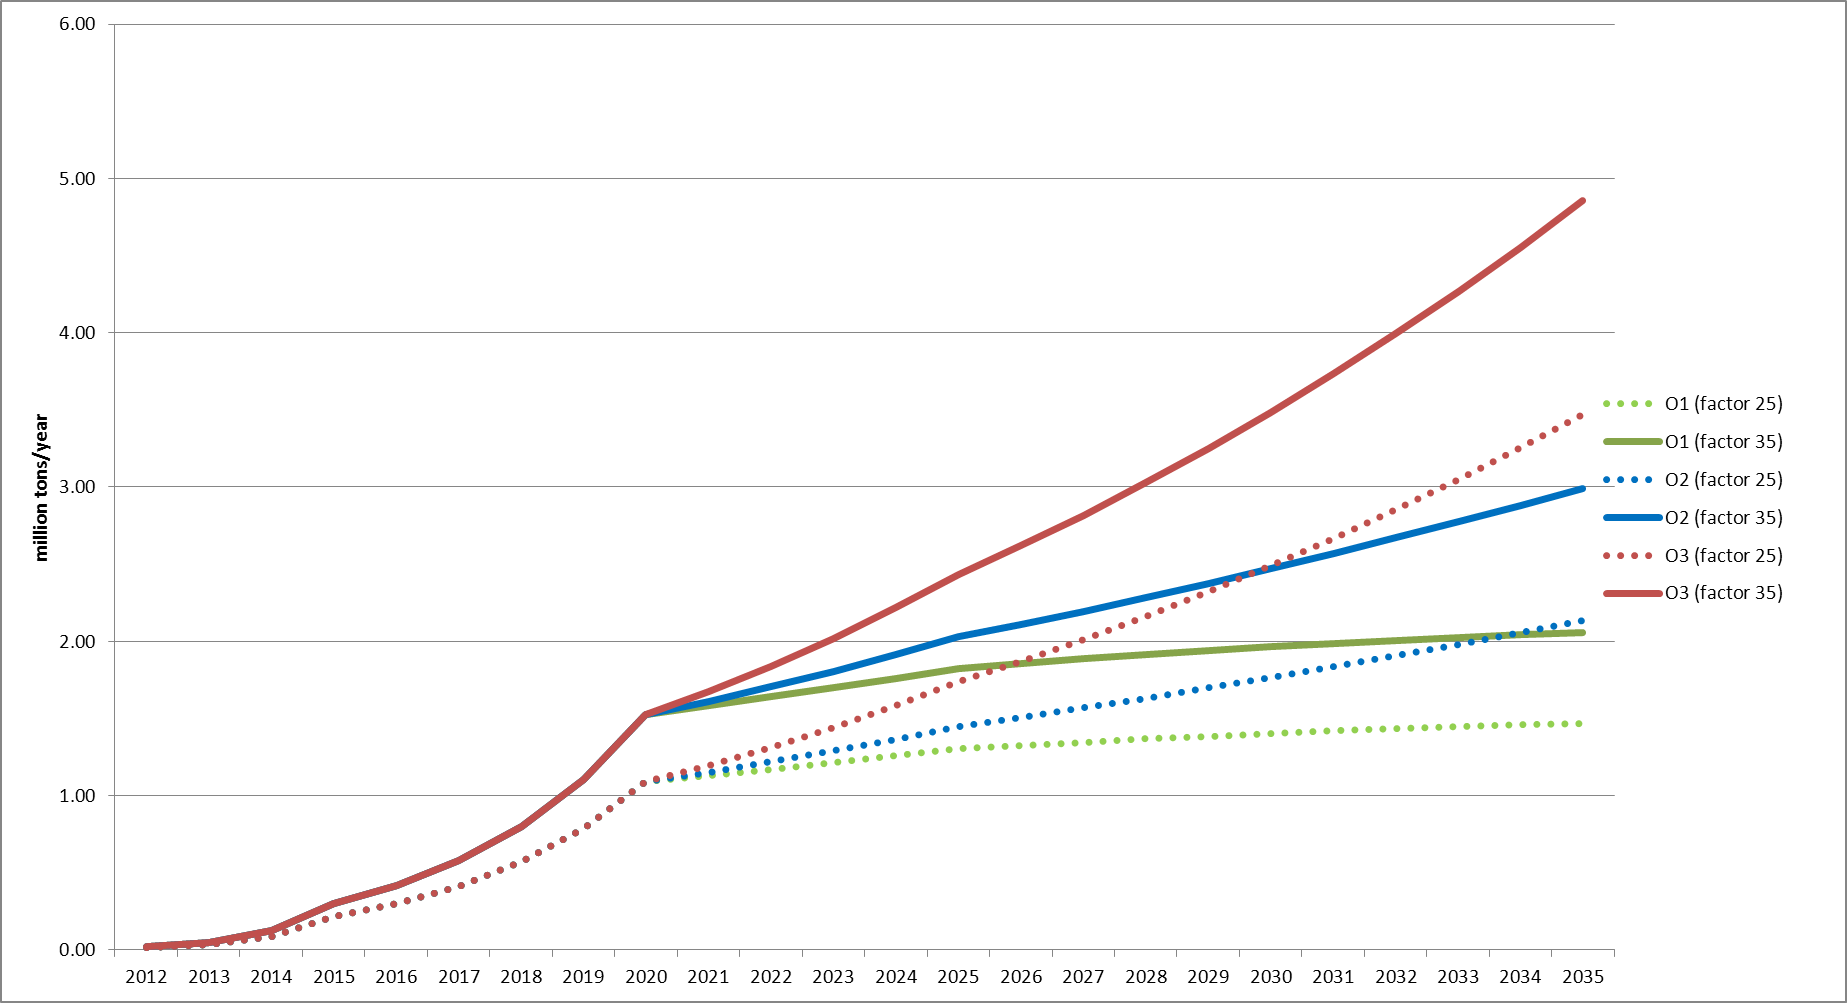 6.00
5.00
4.00
3.00
2.00
1.00
0.00
million tons/year
2012 2013 2014 2015 2016 2017 2018 2019 2020 2021 2022 2023 2024 2025 2026 2027 2028 2029 2030 2031 2032 2033 2034 2035
O1 (factor 25)
O1 (factor 35)
O2 (factor 25)
O2 (factor 35)
O3 (factor 25)
O3 (factor 35)